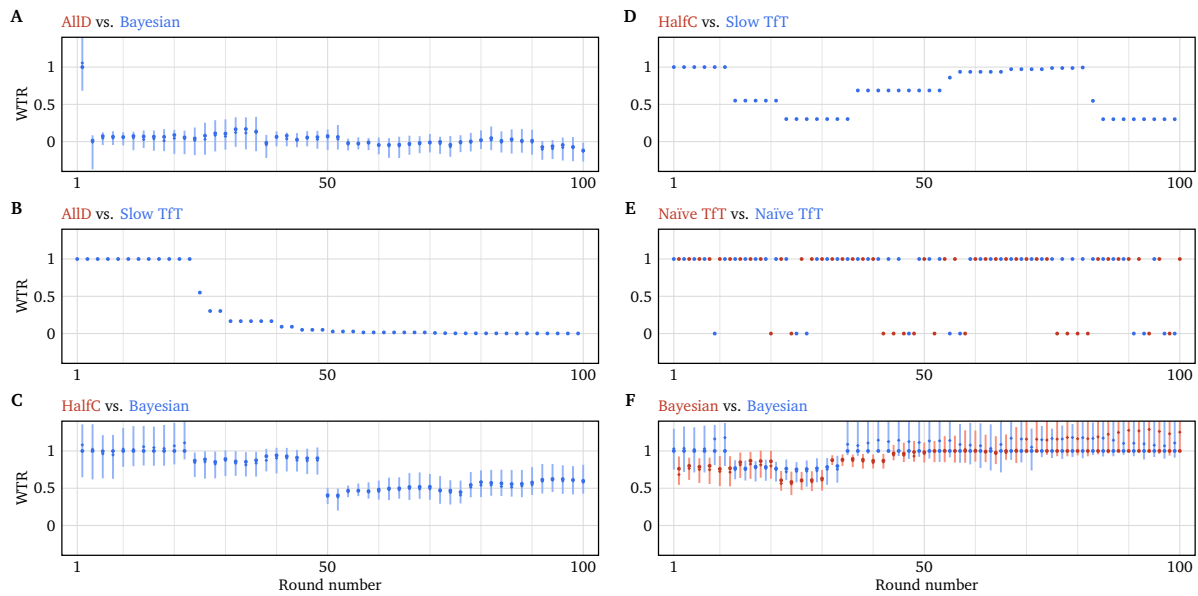 A
AllD vs. Bayesian
WTR
1
0.5
0
1 50 100
B
AllD vs. Slow TfT
WTR
1
0.5
0
1 50 100
C
HalfC vs. Bayesian
WTR
1
0.5
0
1 50 100
Round number
D
HalfC vs. Slow TfT
1
0.5
0
1 50 100
E
Naïve TfT vs. Naïve TfT
1
0.5
0
1 50 100
F
Bayesian vs. Bayesian
1
0.5
0
1 50 100
Round number